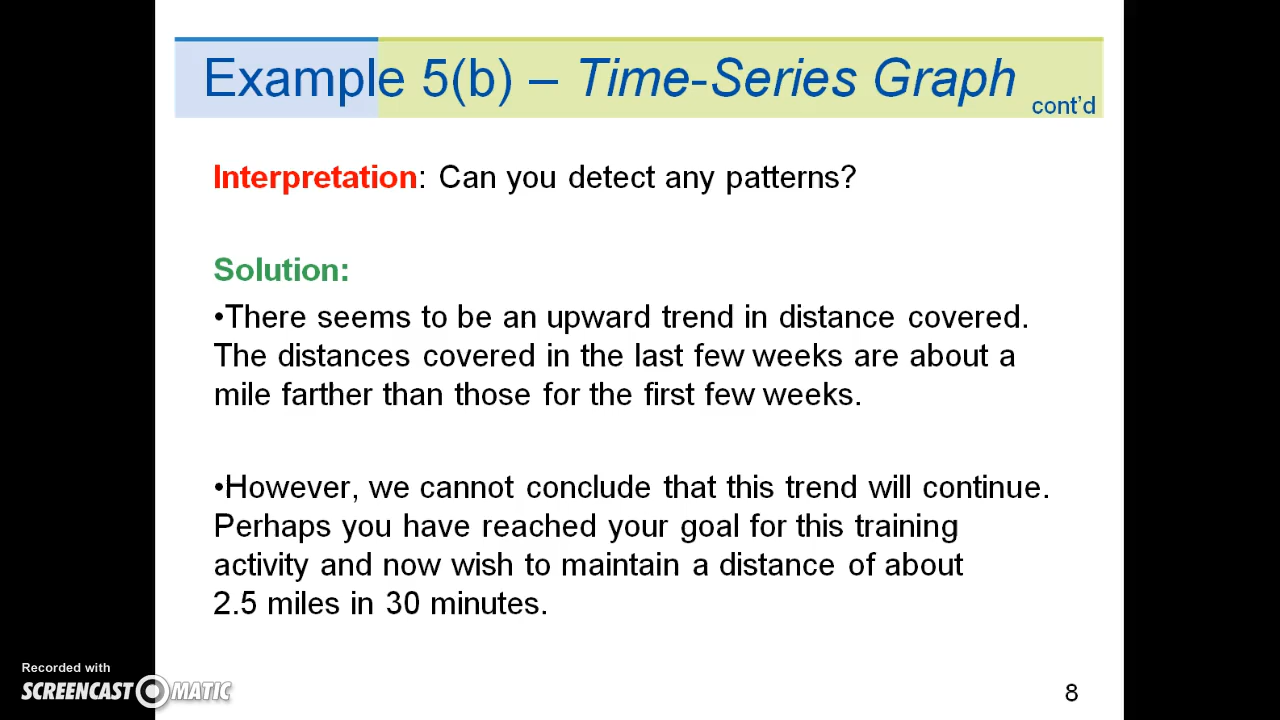 Example 5(b) – Time-Series Graph
cont'd
Interpretation: Can you detect any patterns?
Solution:
•There seems to be an upward trend in distance covered.
The distances covered in the last few weeks are about a
mile farther than those for the first few weeks.
•However, we cannot conclude that this trend will continue.
Perhaps you have reached your goal for this training
activity and now wish to maintain a distance of about
2.5 miles in 30 minutes.
Recorded with
SCREENCAST MATIC
8